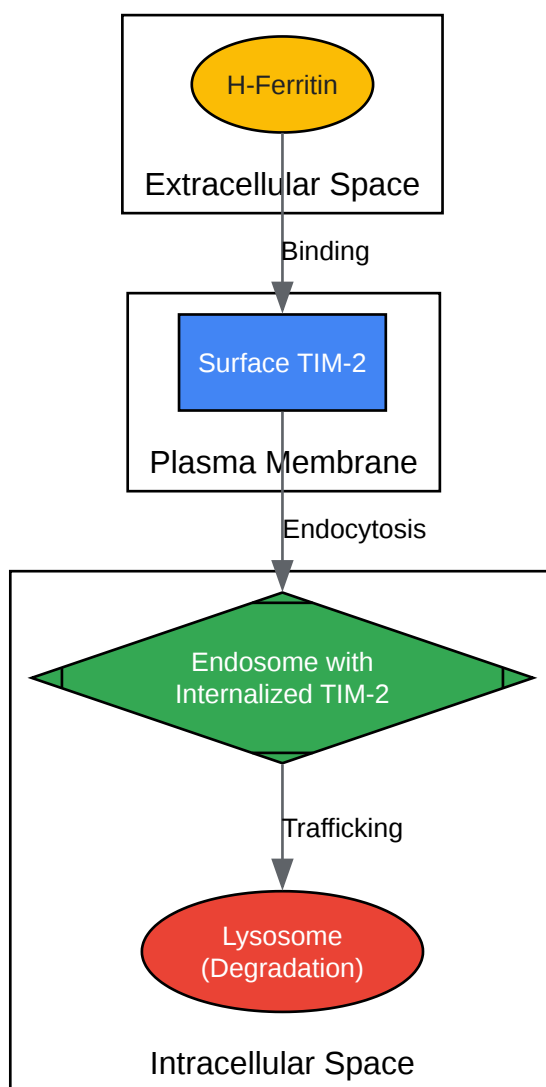 H-Ferritin
Extracellular Space
Binding
Surface TIM-2
Plasma Membrane
Endocytosis
Endosome with
Internalized TIM-2
Trafficking
Lysosome
(Degradation)
Intracellular Space